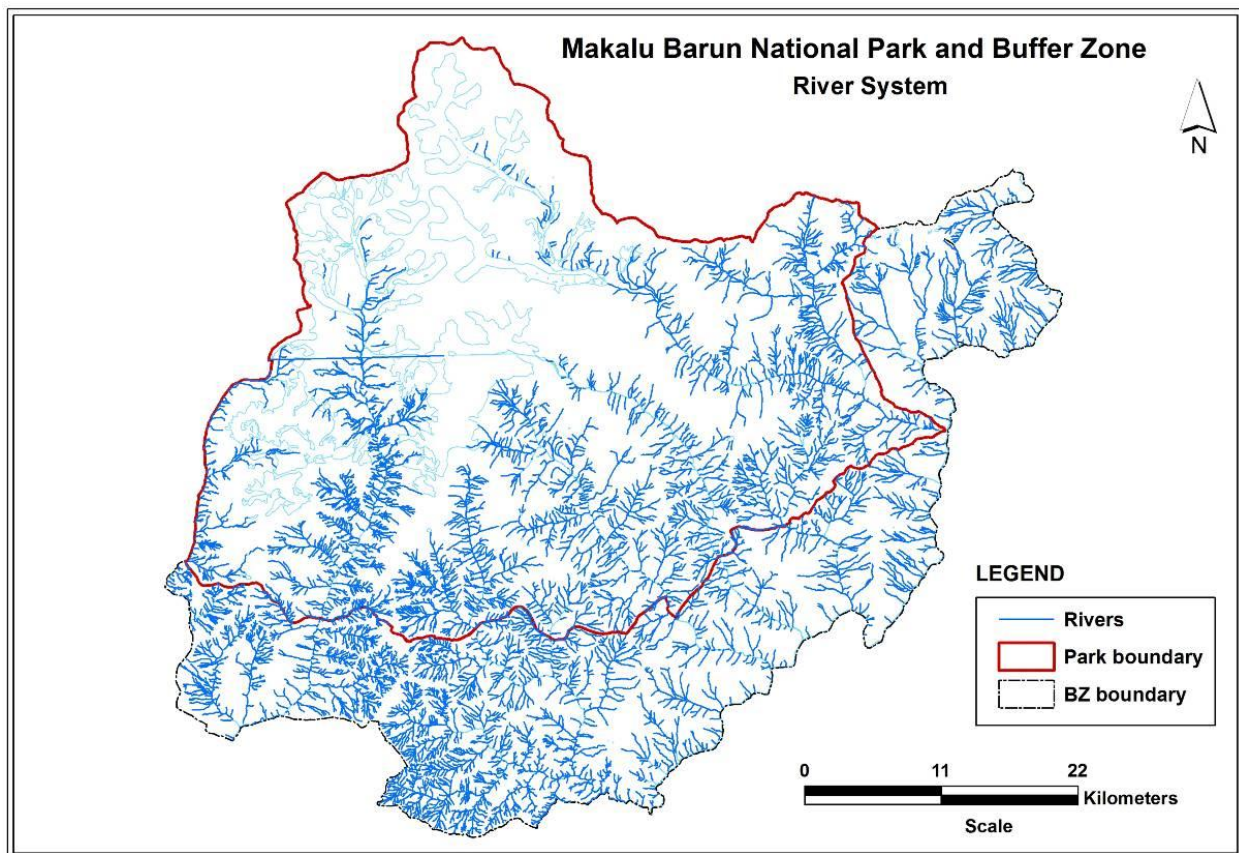 Makalu Barun National Park and Buffer Zone
River System
N
LEGEND
Rivers
Park boundary
BZ boundary
0 11 22
Kilometers
Scale